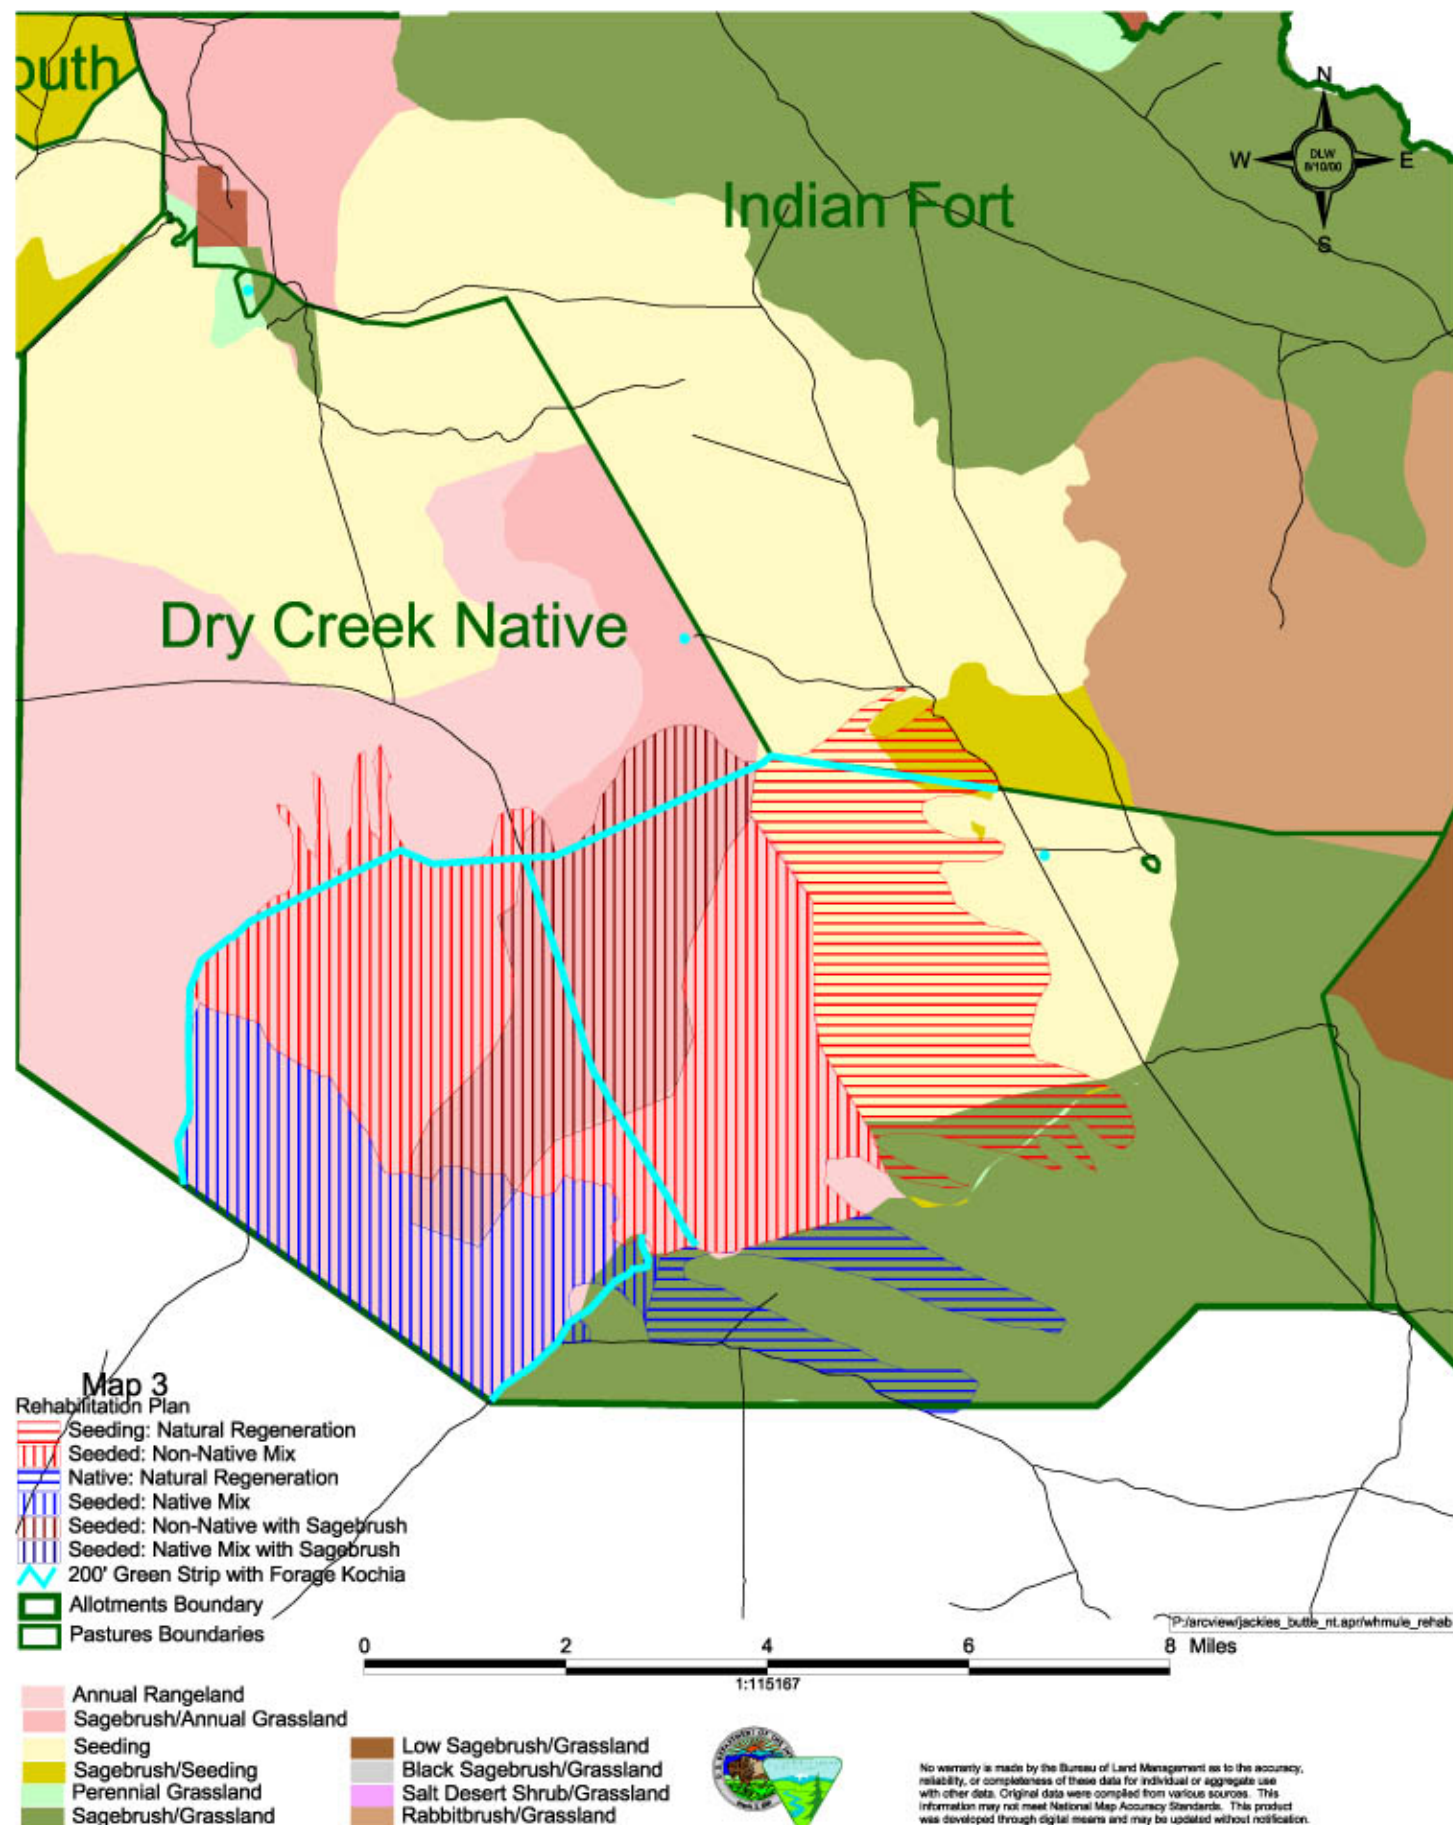 outh
N
W
DLW
8/10/00
E
S
Indian Fort
Dry Creek Native
Map 3
Rehabilitation Plan
Seeding: Natural Regeneration
Seeded: Non-Native Mix
Native: Natural Regeneration
Seeded: Native Mix
Seeded: Non-Native with Sagebrush
Seeded: Native Mix with Sagebrush
200' Green Strip with Forage Kochia
Allotments Boundary
Pastures Boundaries
P:/arcview/jackies_butte_nt.apr/whmule_rehab
0 2 4 6 8 Miles
1:115167
Annual Rangeland
Sagebrush/Annual Grassland
Seeding
Sagebrush/Seeding
Perennial Grassland
Sagebrush/Grassland
Low Sagebrush/Grassland
Black Sagebrush/Grassland
Salt Desert Shrub/Grassland
Rabbitbrush/Grassland
No warranty is made by the Bureau of Land Management as to the accuracy,
reliability, or completeness of these data for individual or aggregate use
with other data. Original data were compiled from various sources. This
information may not meet National Map Accuracy Standards. This product
was developed through digital means and may be updated without notification.